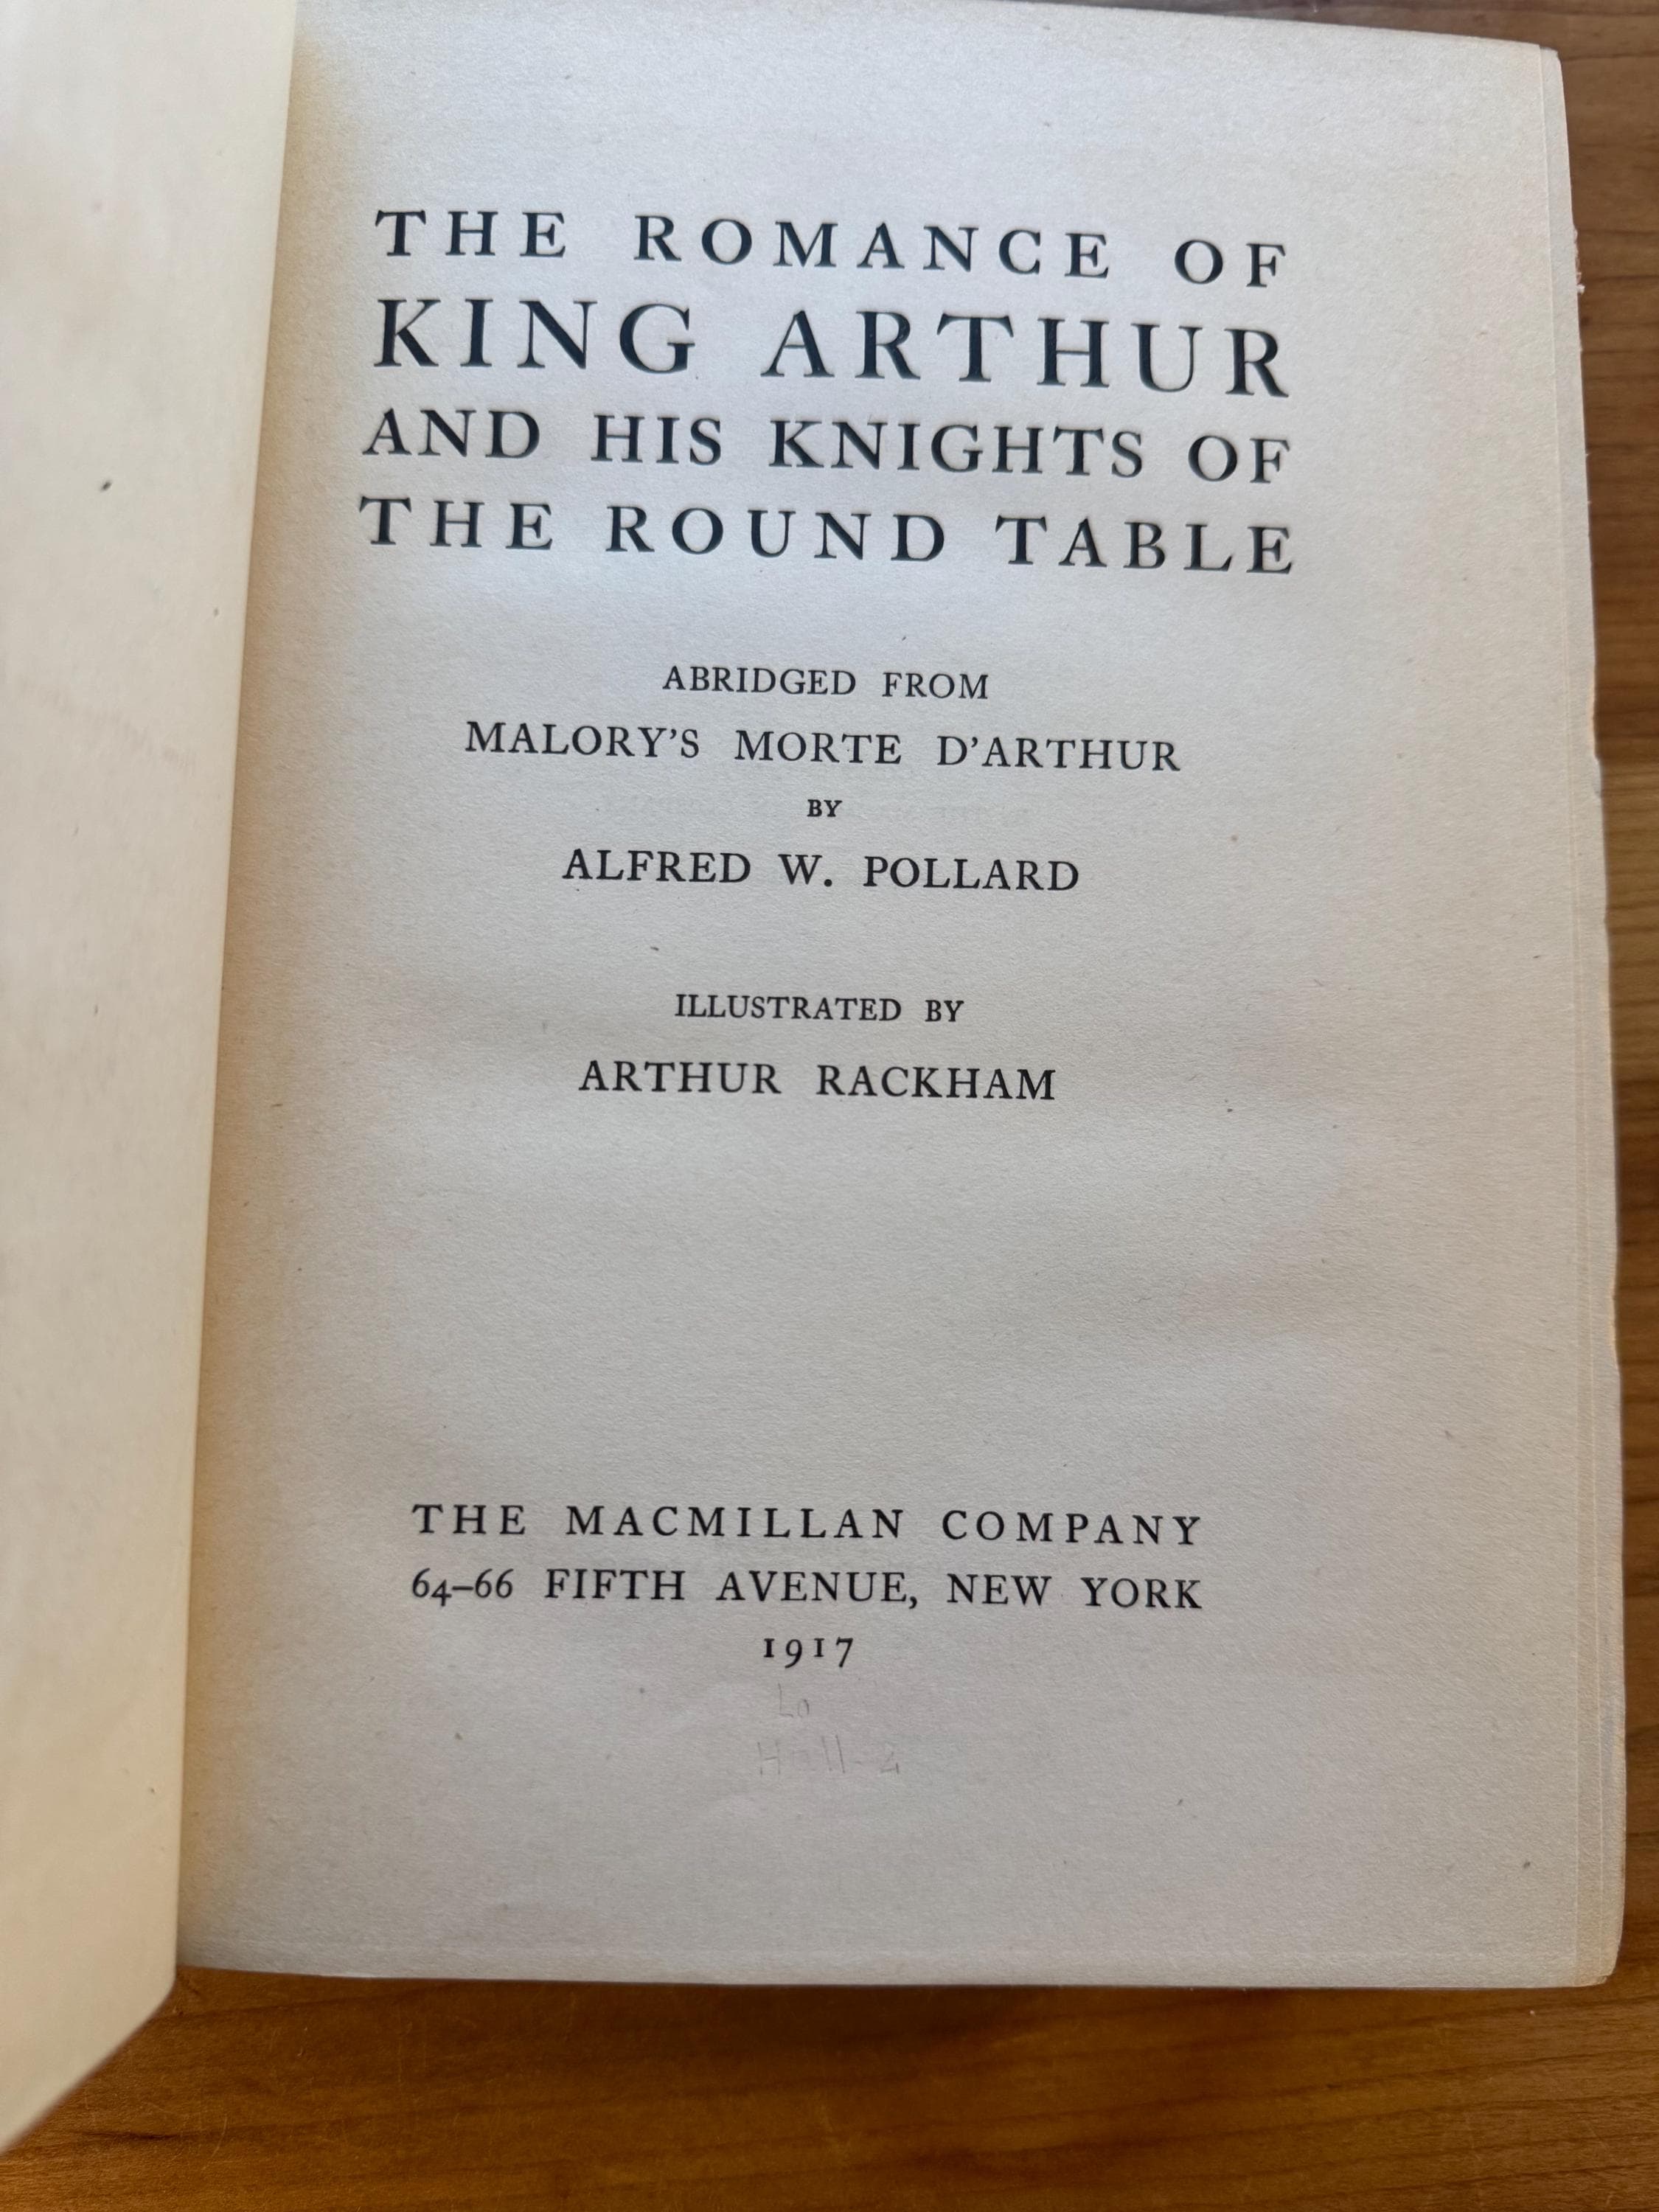 THE ROMANCE OF
KING ARTHUR
AND HIS KNIGHTS OF
THE ROUND TABLE
ABRIDGED FROM
MALORY'S MORTE D'ARTHUR
BY
ALFRED W. POLLARD
ILLUSTRATED BY
ARTHUR RACKHAM
THE MACMILLAN COMPANY
64–66 FIFTH AVENUE, NEW YORK
1917
Lo